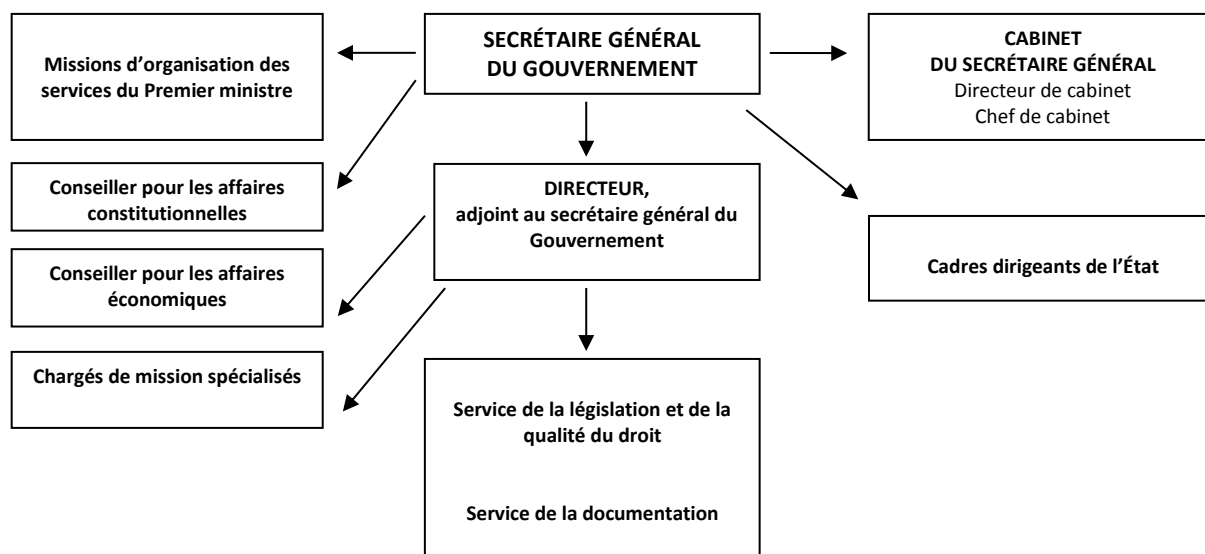 SECRÉTAIRE GÉNÉRAL
DU GOUVERNEMENT
Missions d’organisation des
services du Premier ministre
CABINET
DU SECRÉTAIRE GÉNÉRAL
Directeur de cabinet
Chef de cabinet
Conseiller pour les affaires
constitutionnelles
DIRECTEUR,
adjoint au secrétaire général du
Gouvernement
Conseiller pour les affaires
économiques
Cadres dirigeants de l’État
Chargés de mission spécialisés
Service de la législation et de la
qualité du droit
Service de la documentation